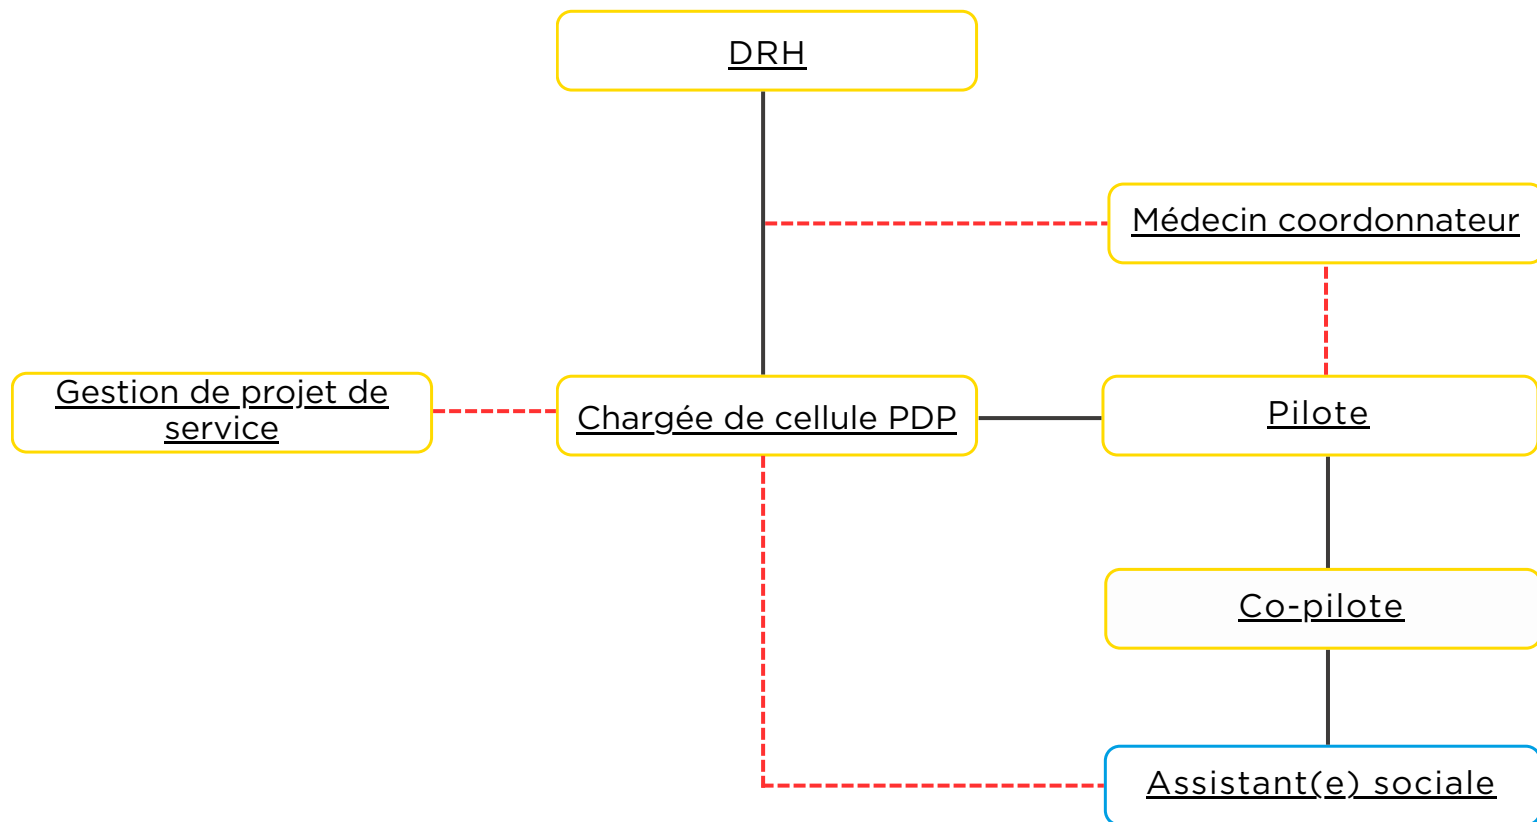 DRH
Médecin coordonnateur
Gestion de projet de
service
Chargée de cellule PDP
Pilote
Co-pilote
Assistant(e) sociale